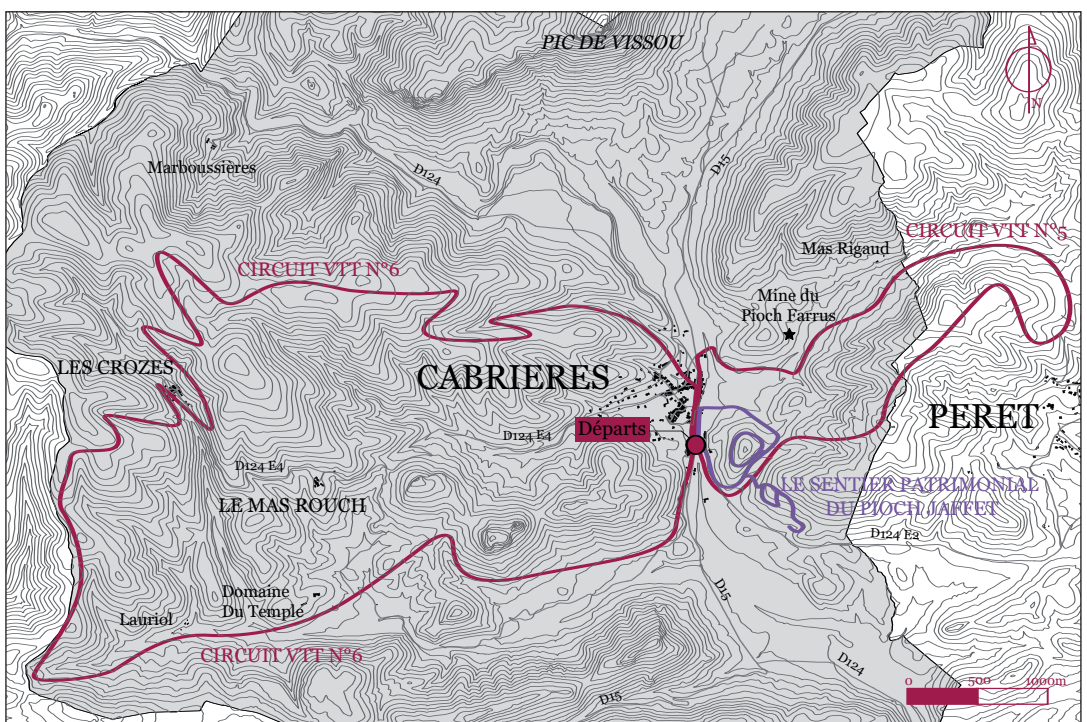 PIC DE VISSOU
N
Marboussières
D124
D15
CIRCUIT VTT N°5
Mas Rigaud
CIRCUIT VTT N°6
Mine du
Pioch Farrus
LES CROZES
CABRIERES
PERET
Départs
D124 E4
D124 E4
LE MAS ROUCH
LE SENTIER PATRIMONIAL
DU PIOCH JAFFET
D124 E2
Domaine
Du Temple
Lauriol
D15
CIRCUIT VTT N°6
D124
D15
0 500 1000m